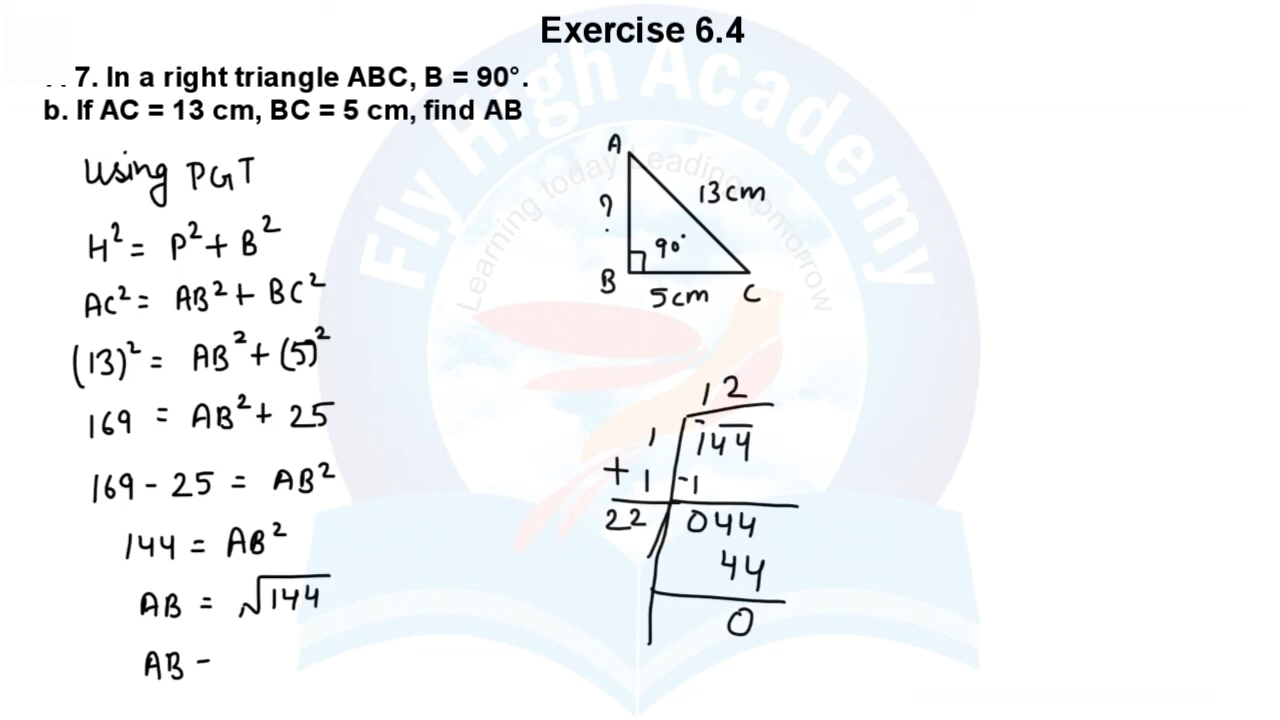 Exercise 6.4
7. In a right triangle ABC, B = 90°.
b. If AC = 13 cm, BC = 5 cm, find AB
Using PGT
H² = P² + B²
AC² = AB² + BC²
(13)² = AB² + (5)²
169 = AB² + 25
169 - 25 = AB²
144 = AB²
AB = √144
AB -
A
13cm
?
90°
B
5cm
C
12
1 144
+ 1 -1
22 044
44
0
Fly High Academy
Learning today Leading tomorrow